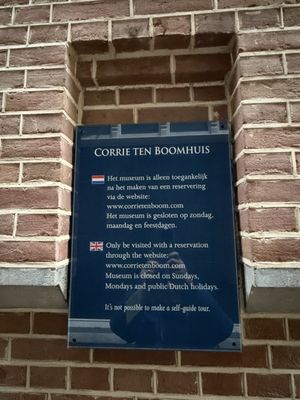 CORRIE TEN BOOMHUIS
Het museum is alleen toegankelijk
na het maken van een reservering
via de website:
www.corrietenboom.com
Het museum is gesloten op zondag,
maandag en feestdagen.
Only be visited with a reservation
through the website:
www.corrietenboom.com
Museum is closed on Sundays,
Mondays and public Dutch holidays.
It's not possible to make a self-guide tour.